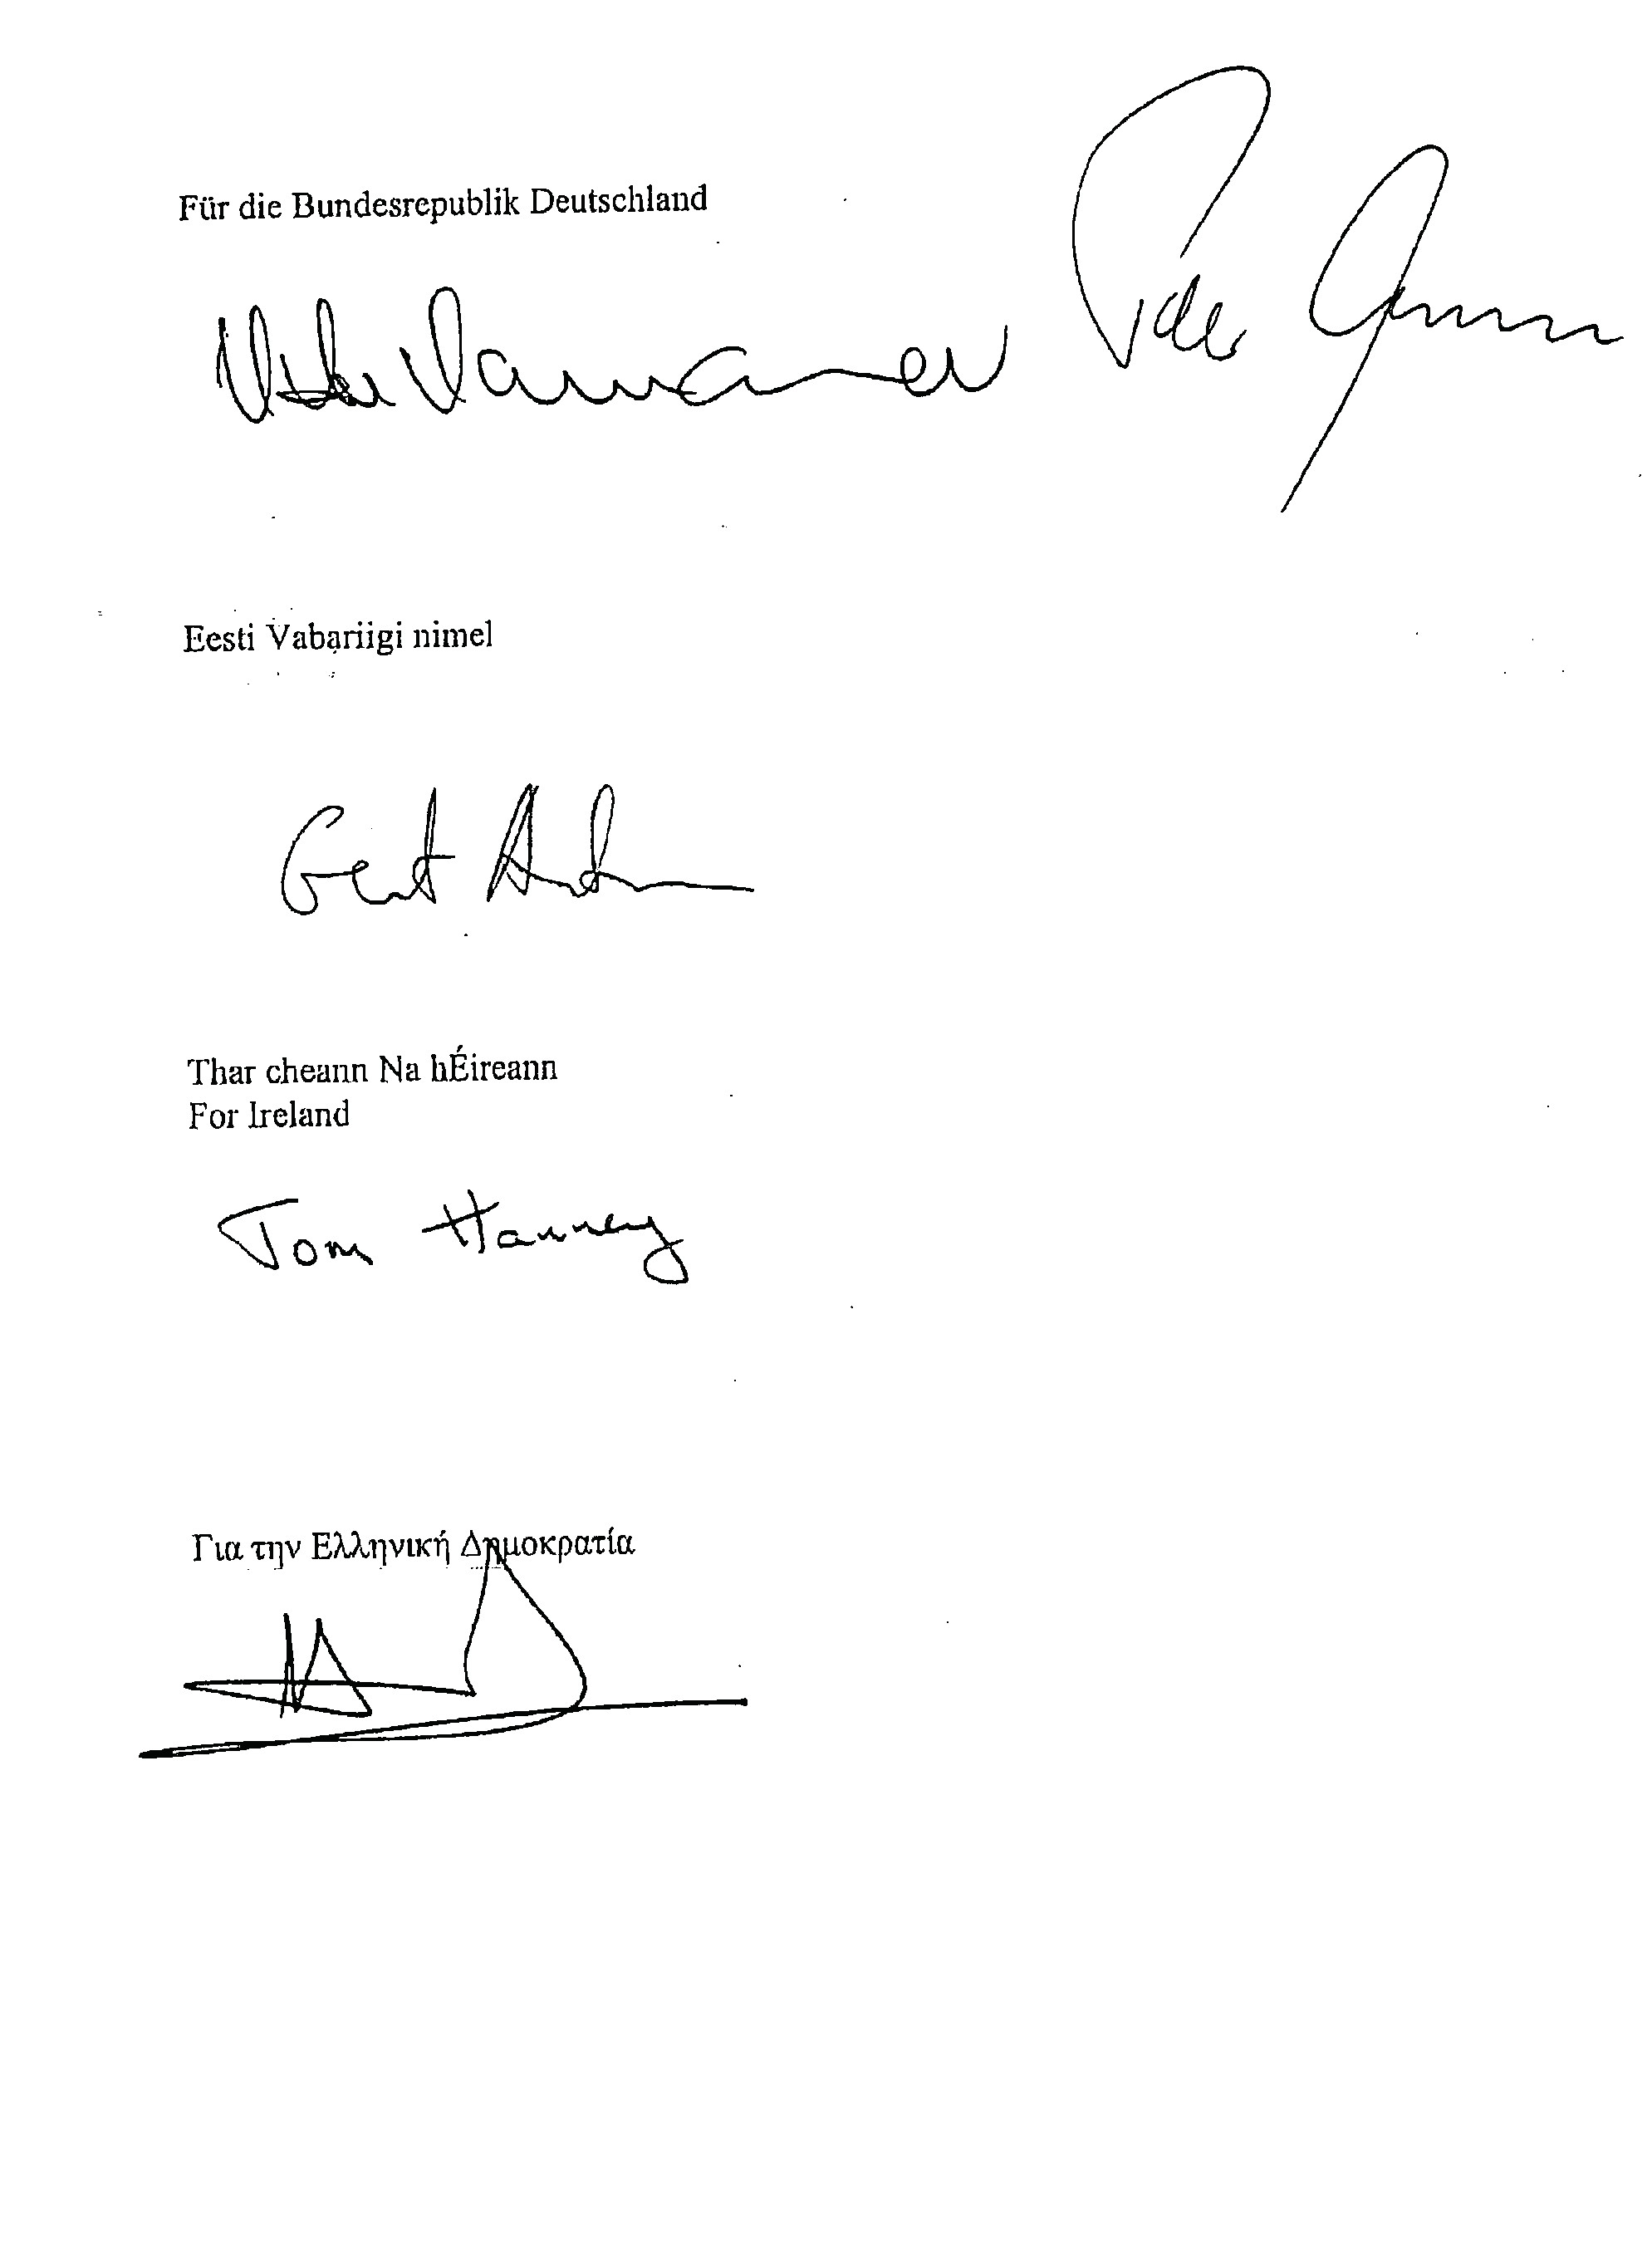 Für die Bundesrepublik Deutschland
Eesti Vabariigi nimel
Gert
Thar cheann Na hÉireann
For Ireland
Tom Hanney
Για την Ελληνική Δημοκρατία